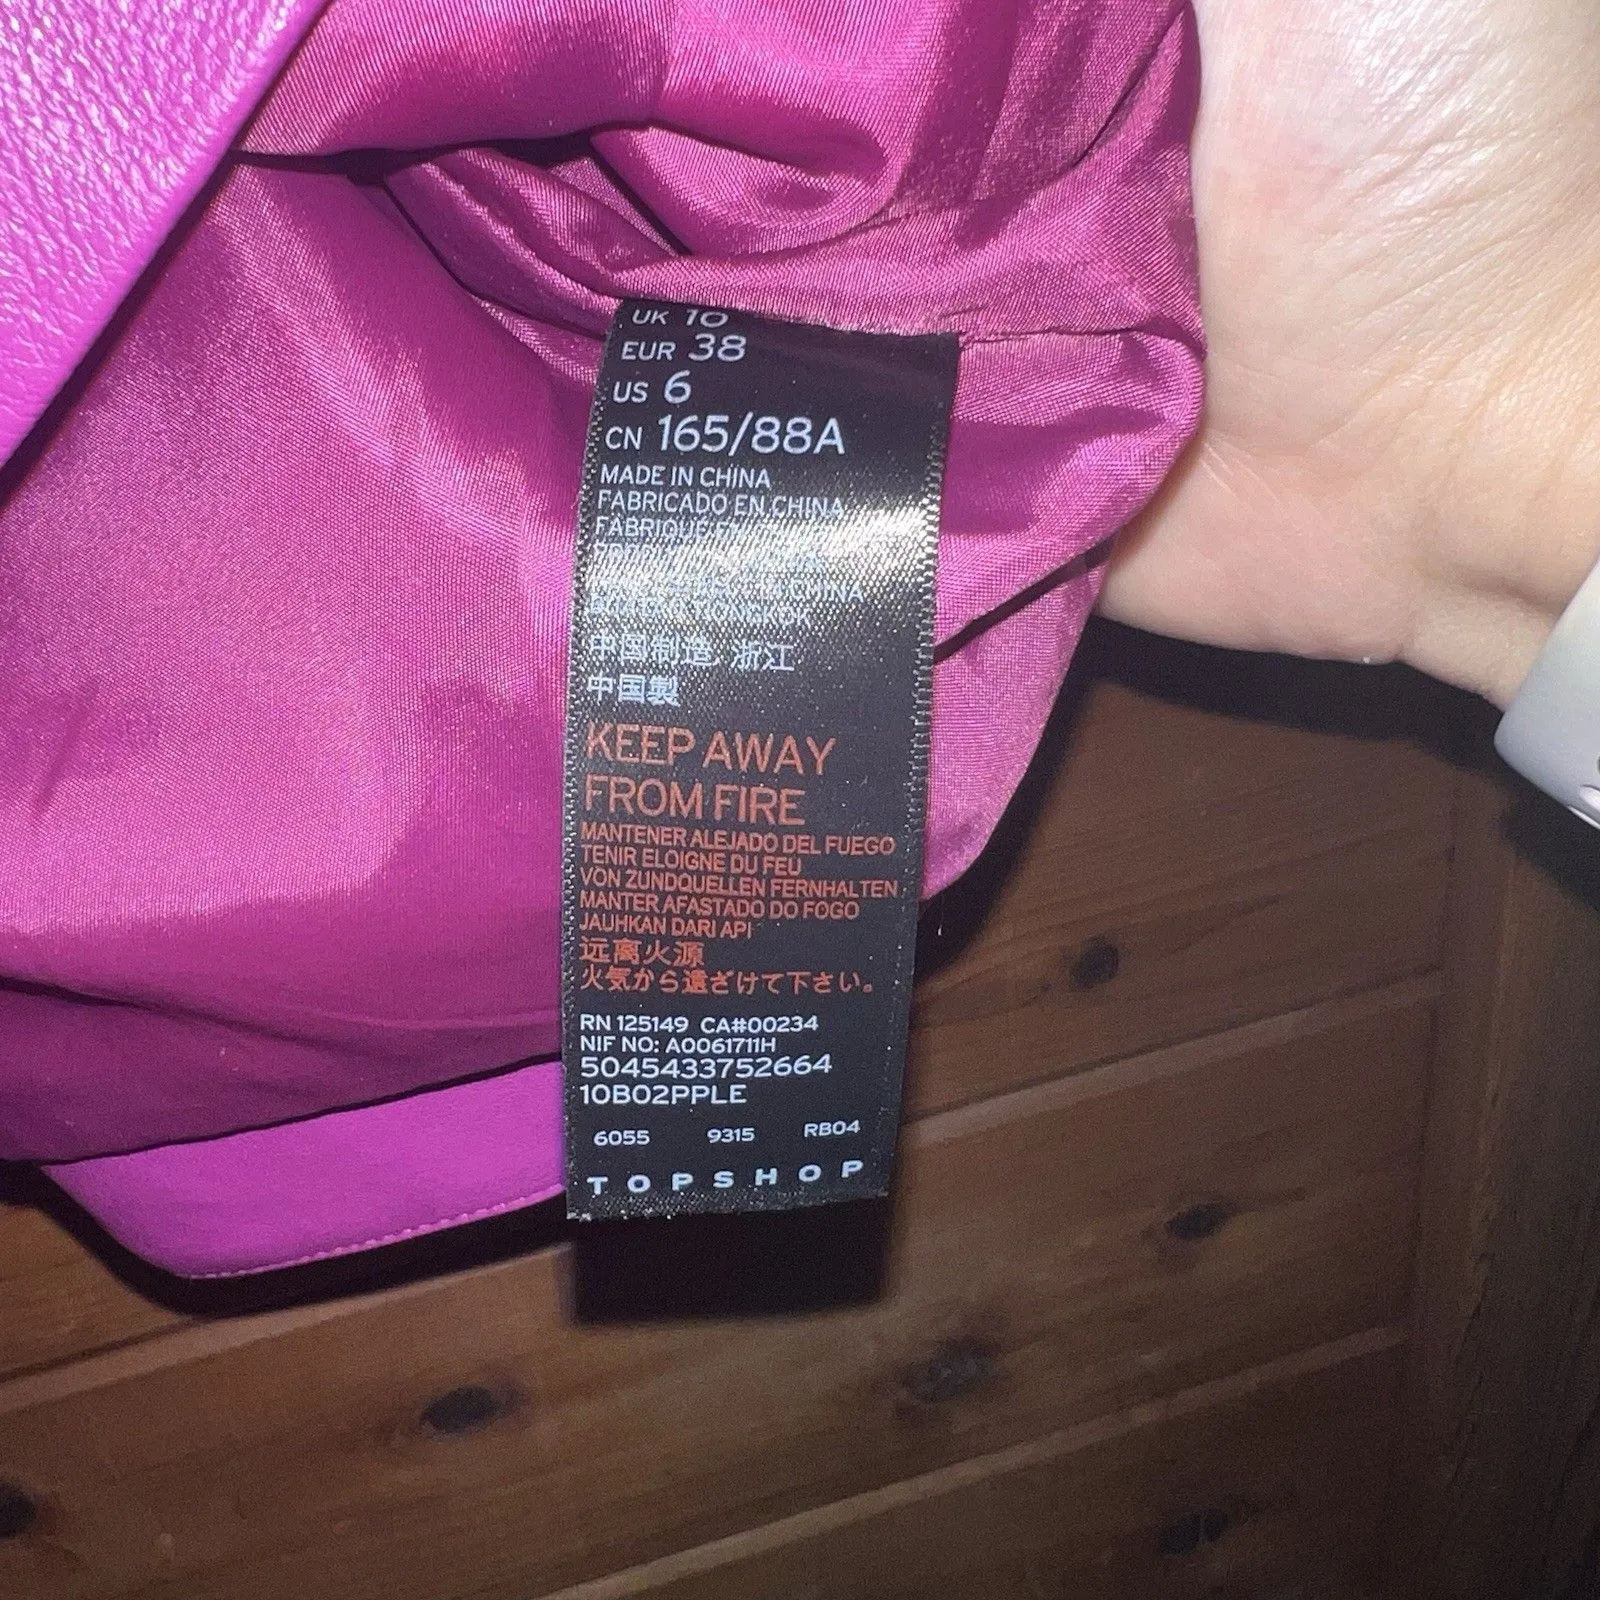 UK 10
EUR 38
US 6
CN 165/88A
MADE IN CHINA
FABRICADO EN CHINA
FABRIQUÉ EN
CHINA
中国制造 浙江
中国製
KEEP AWAY
FROM FIRE
MANTENER ALEJADO DEL FUEGO
TENIR ELOIGNE DU FEU
VON ZUNDQUELLEN FERNHALTEN
MANTER AFASTADO DO FOGO
JAUHKAN DARI API
远离火源
火気から遠ざけて下さい。
RN 125149 CA#00234
NIF NO: A0061711H
5045433752664
10B02PPLE
6055 9315 RB04
TOPSHOP